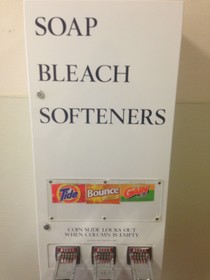 SOAP
BLEACH
SOFTENERS
Tide Bounce Gain
COIN SLIDE LOCKS OUT
WHEN COLUMN IS EMPTY